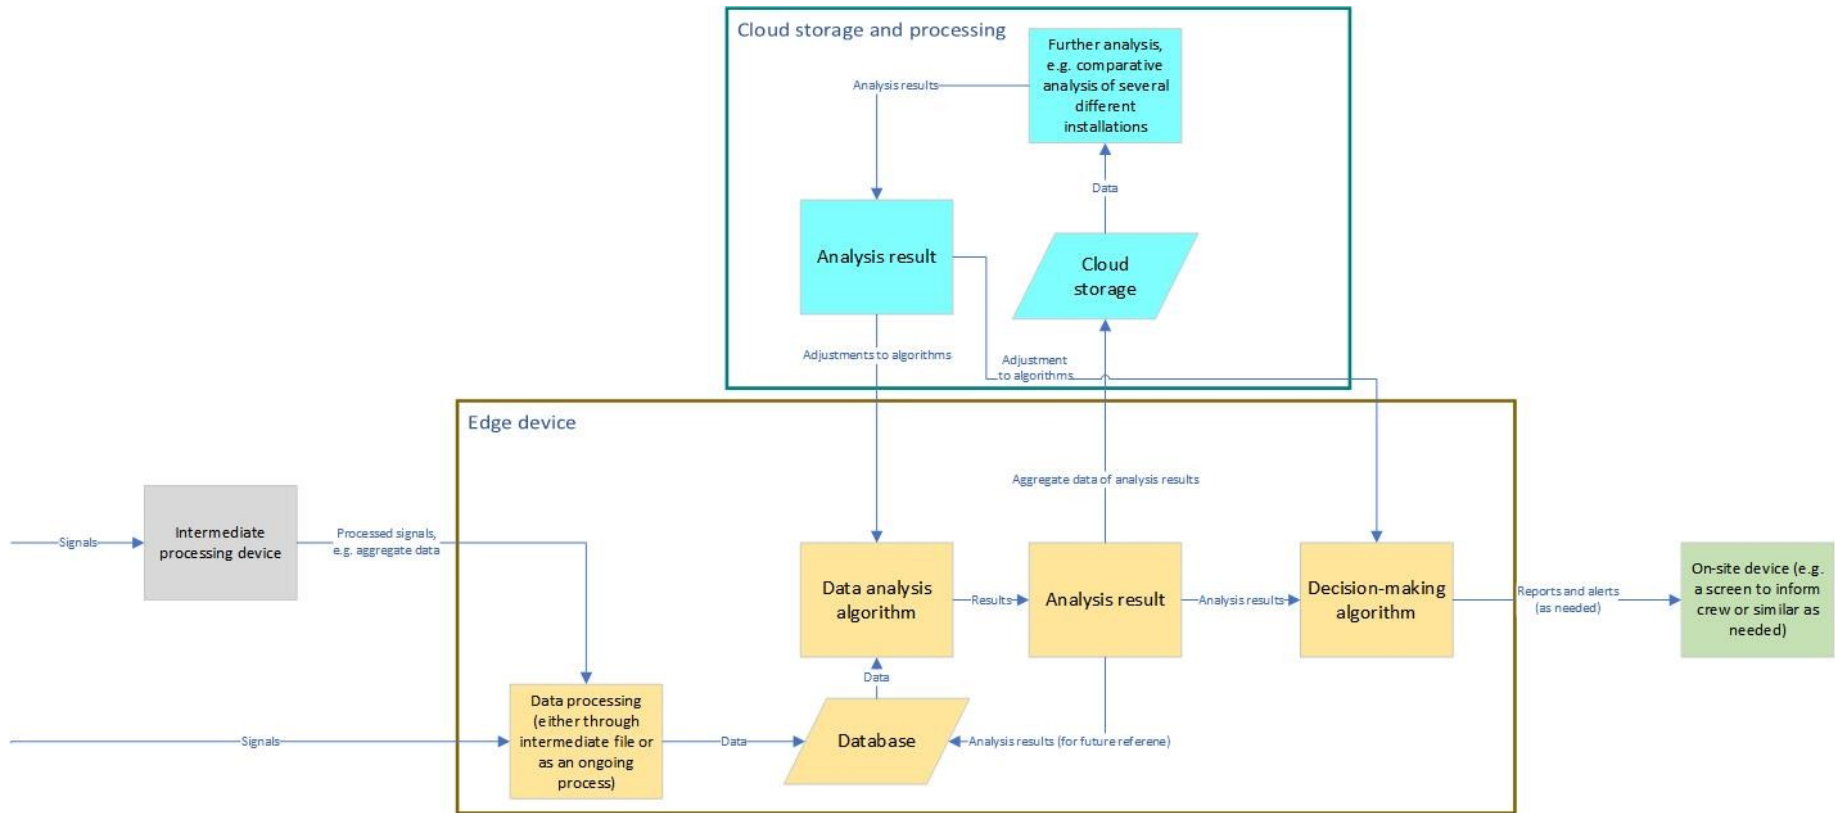 Cloud storage and processing
Further analysis,
e.g. comparative
analysis of several
different
installations
Analysis results
Data
Analysis result
Cloud
storage
Adjustments to algorithms
Adjustment
to algorithms
Edge device
Aggregate data of analysis results
Signals
Intermediate
processing device
Processed signals,
e.g. aggregate data
Data analysis
algorithm
Results
Analysis result
Analysis results
Decision-making
algorithm
Reports and alerts
(as needed)
On-site device (e.g.
a screen to inform
crew or similar as
needed)
Data
Signals
Data processing
(either through
intermediate file or
as an ongoing
process)
Data
Database
Analysis results (for future referene)